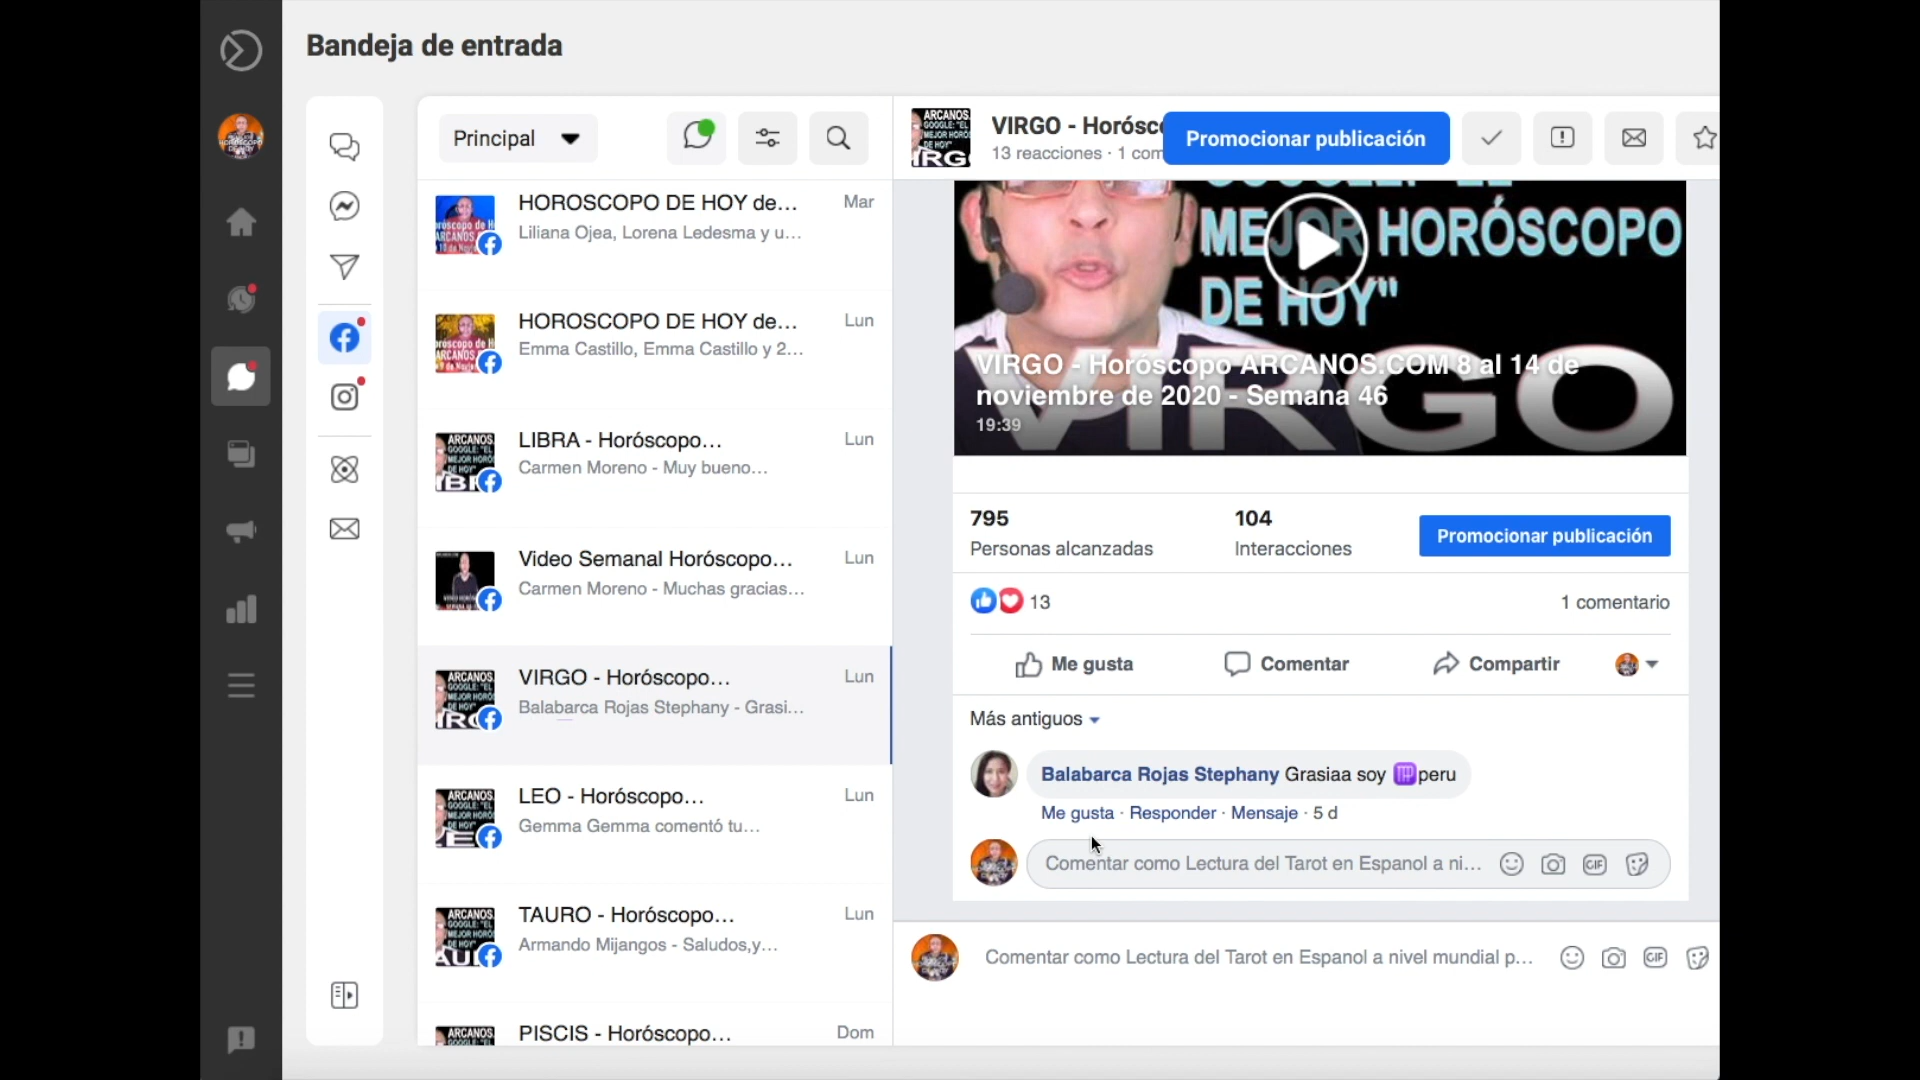 Bandeja de entrada
Principal
HOROSCOPO DE HOY de...
Mar
Liliana Ojea, Lorena Ledesma y u...
HOROSCOPO DE HOY de...
Lun
Emma Castillo, Emma Castillo y 2...
LIBRA - Horóscopo...
Lun
Carmen Moreno - Muy bueno...
Video Semanal Horóscopo...
Lun
Carmen Moreno - Muchas gracias...
VIRGO - Horóscopo...
Lun
Balabarca Rojas Stephany - Grasi...
LEO - Horóscopo...
Lun
Gemma Gemma comentó tu...
TAURO - Horóscopo...
Lun
Armando Mijangos - Saludos,y...
PISCIS - Horóscopo...
Dom
VIRGO - Horósc
13 reacciones · 1 com
Promocionar publicación
MEJOR HORÓSCOPO
DE HOY"
VIRGO
VIRGO - Horóscopo ARCANOS.COM 8 al 14 de
noviembre de 2020 - Semana 46
19:39
795
Personas alcanzadas
104
Interacciones
Promocionar publicación
13
1 comentario
Me gusta
Comentar
Compartir
Más antiguos
Balabarca Rojas Stephany Grasiaa soy ♍peru
Me gusta · Responder · Mensaje · 5 d
Comentar como Lectura del Tarot en Espanol a ni...
GIF
Comentar como Lectura del Tarot en Espanol a nivel mundial p...
GIF